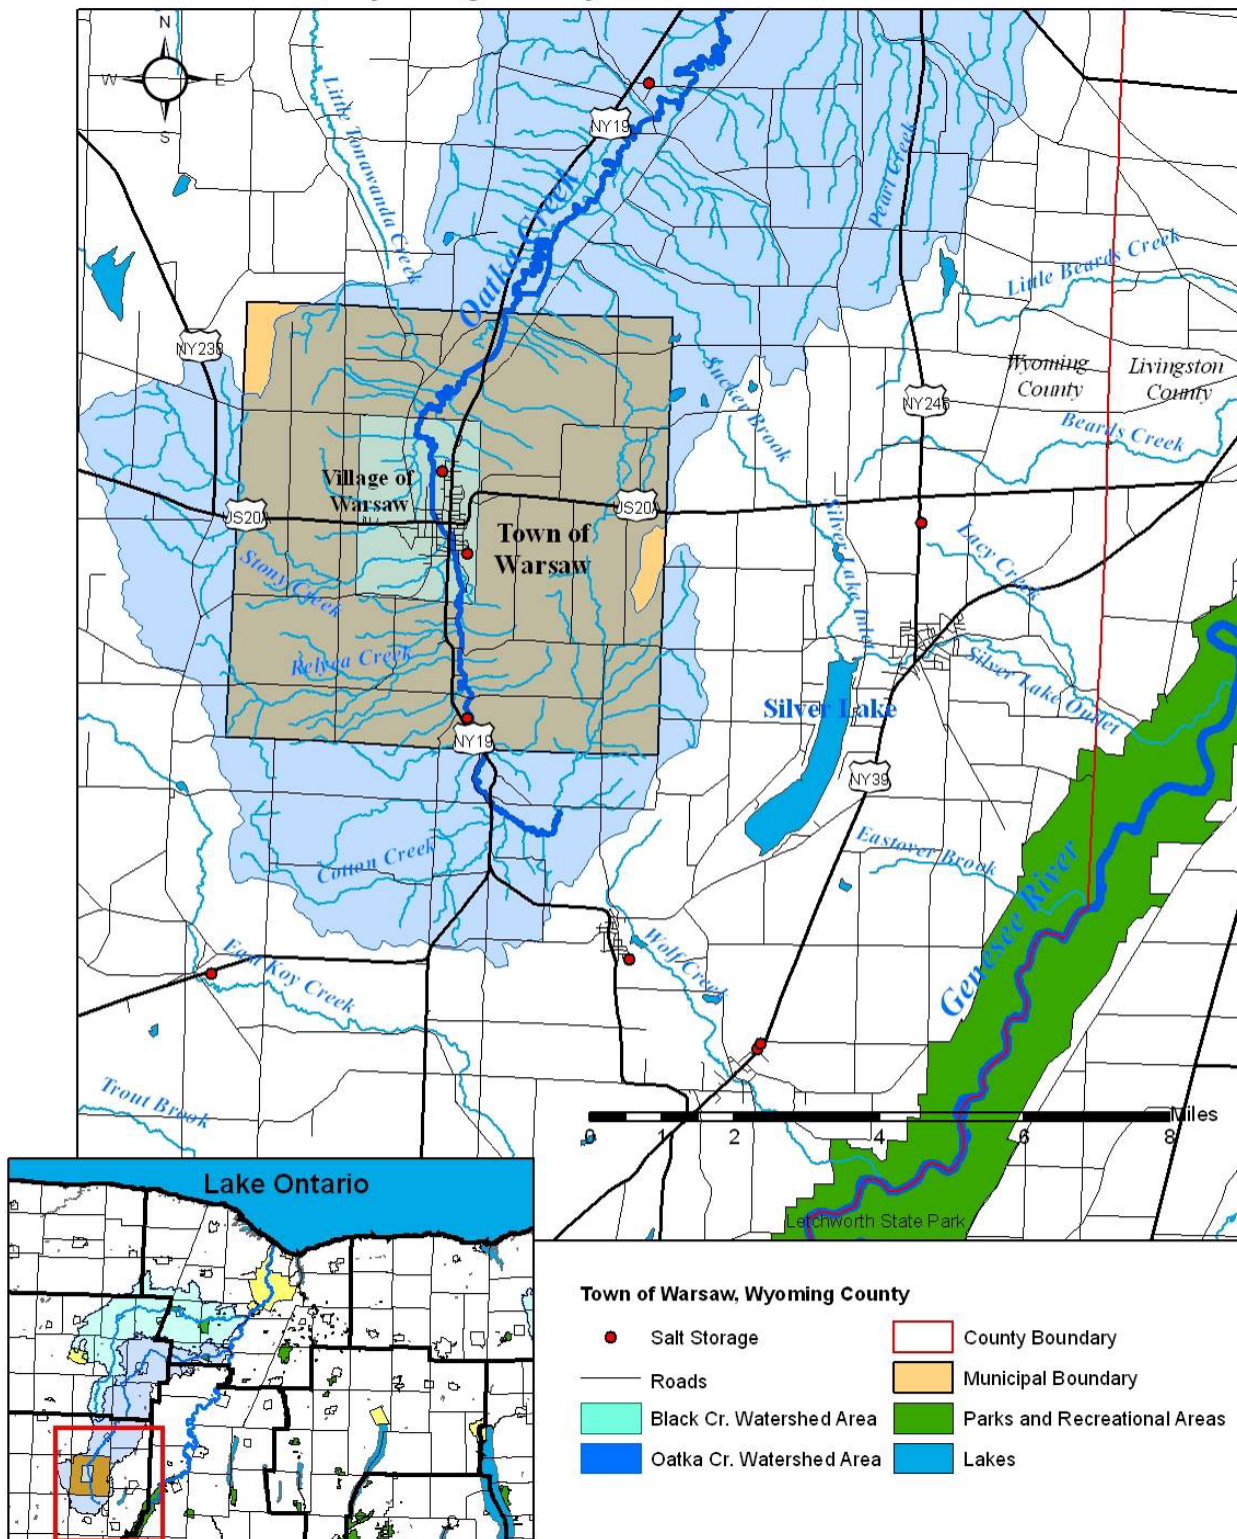 N
W E
S
Little Tonawanda Creek
NY19
Oatka Creek
Pearl Creek
Little Beards Creek
NY238
Wyoming
County
Livingston
County
Sucker Brook
NY246
Beards Creek
Village of
Warsaw
US20A
US20A
Town of
Warsaw
Silver Lake Inlet
Lacy Creek
Stony Creek
Relyea Creek
Silver Lake Outlet
Silver Lake
NY19
NY39
Cotton Creek
Eastover Brook
Genesee River
Wolf Creek
East Koy Creek
Trout Brook
Miles
0 1 2 4 6 8
Letchworth State Park
Lake Ontario
Town of Warsaw, Wyoming County
Salt Storage
County Boundary
Roads
Municipal Boundary
Black Cr. Watershed Area
Parks and Recreational Areas
Oatka Cr. Watershed Area
Lakes